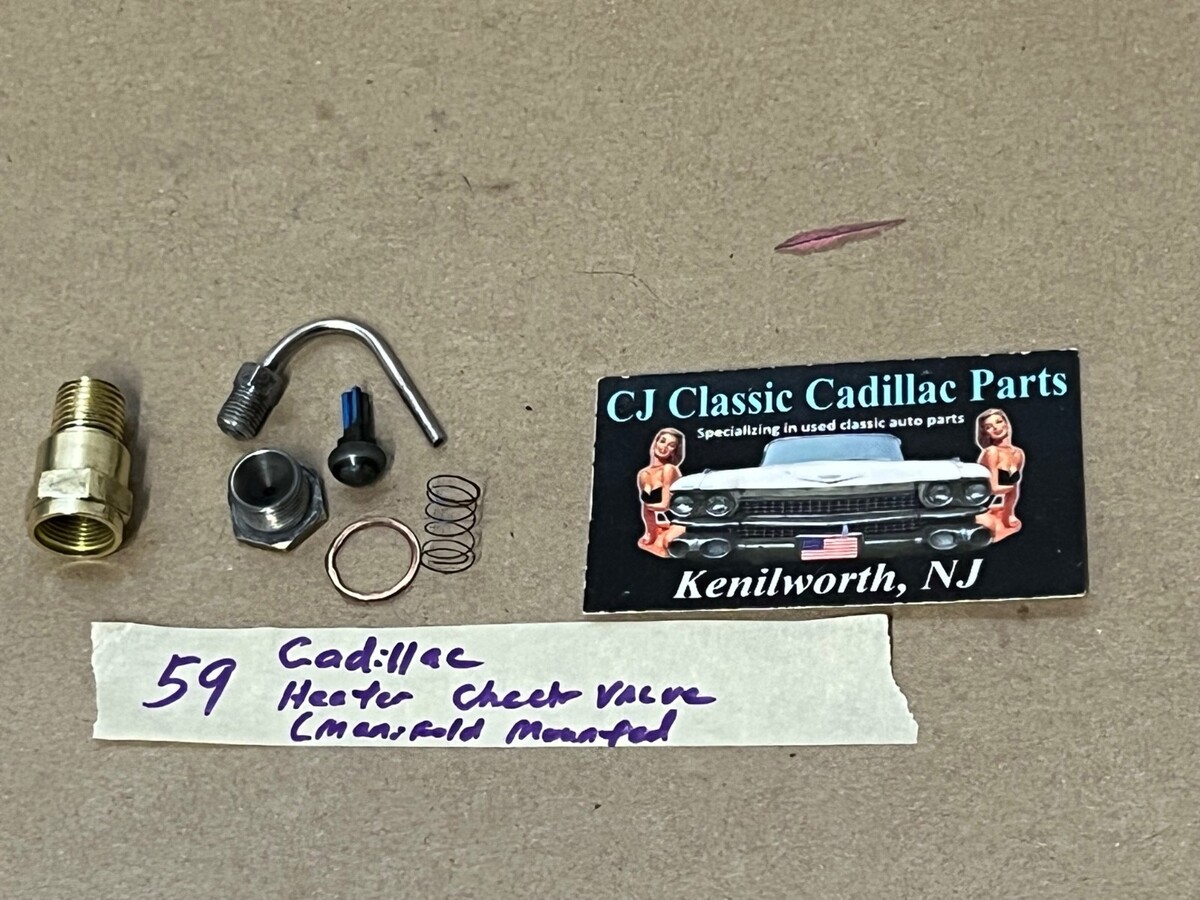 CJ Classic Cadillac Parts
Specializing in used classic auto parts
Kenilworth, NJ
59 Cadillac
Heater Check Valve
(Manifold Mounted